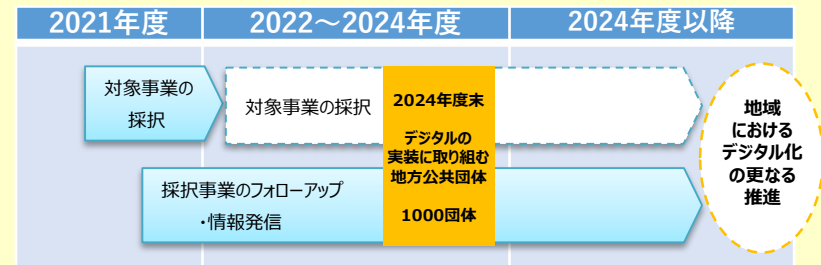 2021年度
2022～2024年度
2024年度以降
対象事業の
採択
対象事業の採択
2024年度末
デジタルの
実装に取り組む
地方公共団体
1000団体
地域
における
デジタル化
の更なる
推進
採択事業のフォローアップ
・情報発信